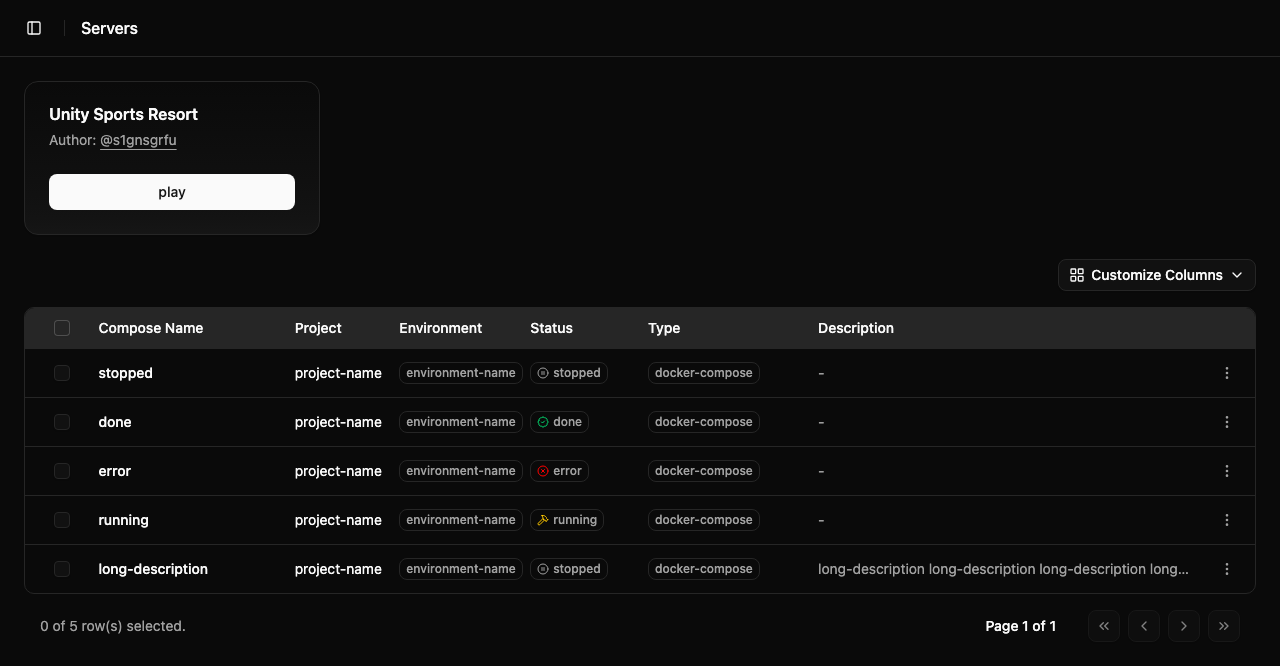 Servers
Unity Sports Resort
Author: @s1gnsgrfu
play
Customize Columns
Compose Name Project Environment Status Type Description
stopped project-name environment-name stopped docker-compose -
done project-name environment-name done docker-compose -
error project-name environment-name error docker-compose -
running project-name environment-name running docker-compose -
long-description project-name environment-name stopped docker-compose long-description long-description long-description long...
0 of 5 row(s) selected. Page 1 of 1